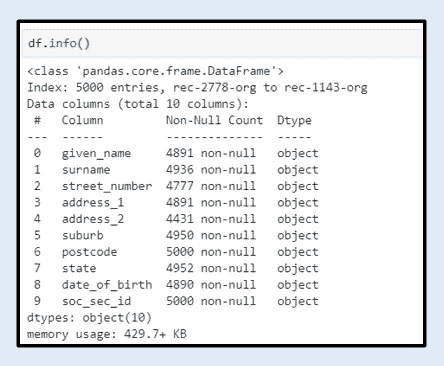 df.info()
<class 'pandas.core.frame.DataFrame'>
Index: 5000 entries, rec-2778-org to rec-1143-org
Data columns (total 10 columns):
 #   Column         Non-Null Count  Dtype
---  ------         --------------  -----
 0   given_name     4891 non-null   object
 1   surname        4936 non-null   object
 2   street_number  4777 non-null   object
 3   address_1      4891 non-null   object
 4   address_2      4431 non-null   object
 5   suburb         4950 non-null   object
 6   postcode       5000 non-null   object
 7   state          4952 non-null   object
 8   date_of_birth  4890 non-null   object
 9   soc_sec_id     5000 non-null   object
dtypes: object(10)
memory usage: 429.7+ KB